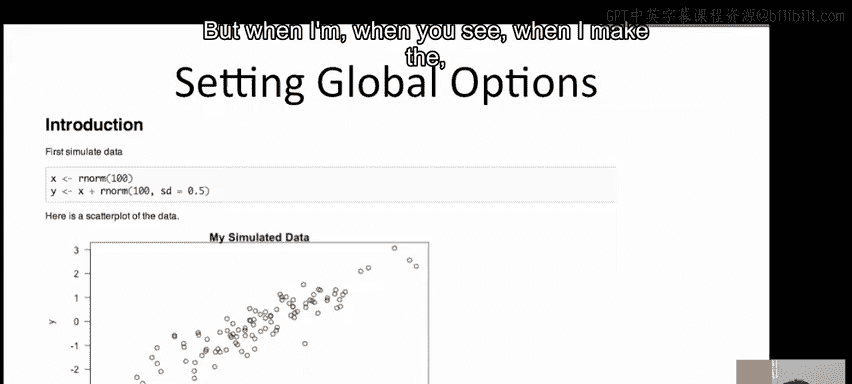 GPT中英字幕课程资源@bilibili.com
But when I'm, when you see, when I make
the,
Setting Global Options
Introduction
First simulate data
x <- rnorm(100)
y <- x + rnorm(100, sd = 0.5)
Here is a scatterplot of the data.
My Simulated Data
3
2
1
0
-1
-2
y